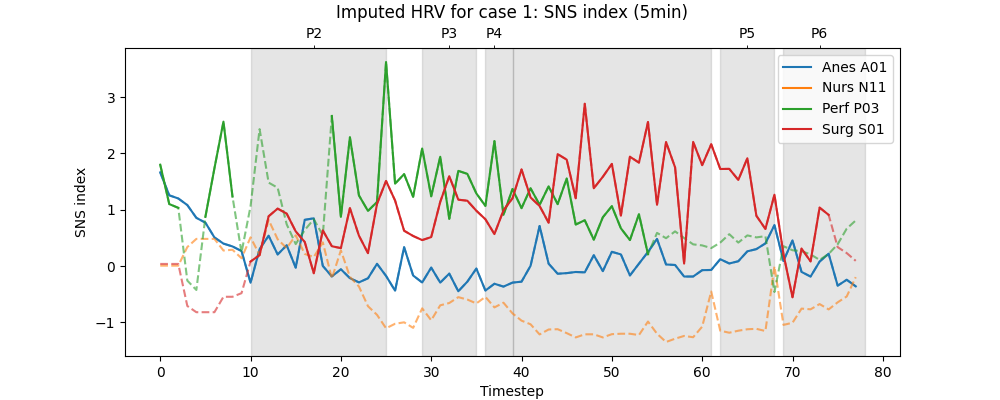 Imputed HRV for case 1: SNS index (5min)
P2 P3 P4 P5 P6
Anes A01
Nurs N11
Perf P03
Surg S01
SNS index
3
2
1
0
−1
0 10 20 30 40 50 60 70 80
Timestep